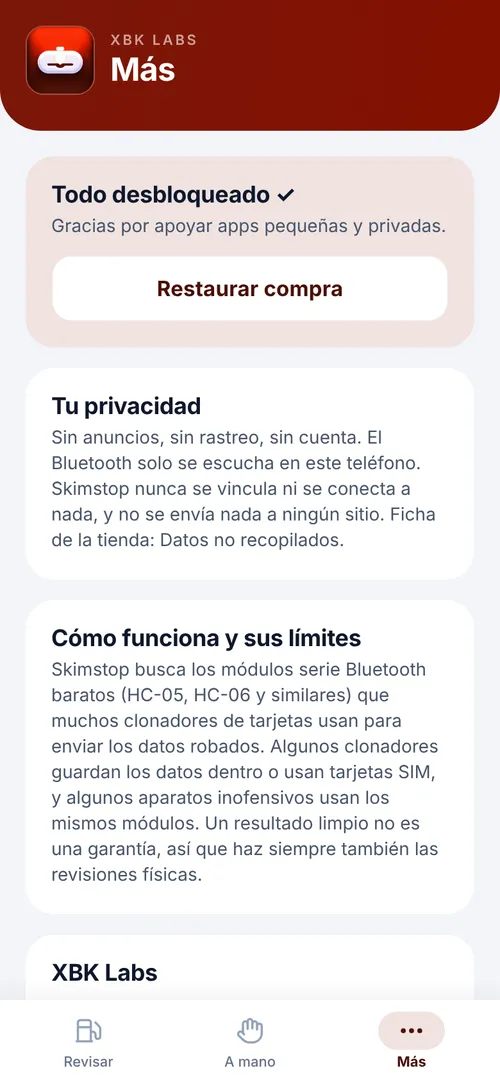 XBK LABS
Más
Todo desbloqueado ✓
Gracias por apoyar apps pequeñas y privadas.
Restaurar compra
Tu privacidad
Sin anuncios, sin rastreo, sin cuenta. El
Bluetooth solo se escucha en este teléfono.
Skimstop nunca se vincula ni se conecta a
nada, y no se envía nada a ningún sitio. Ficha
de la tienda: Datos no recopilados.
Cómo funciona y sus límites
Skimstop busca los módulos serie Bluetooth
baratos (HC-05, HC-06 y similares) que
muchos clonadores de tarjetas usan para
enviar los datos robados. Algunos clonadores
guardan los datos dentro o usan tarjetas SIM,
y algunos aparatos inofensivos usan los
mismos módulos. Un resultado limpio no es
una garantía, así que haz siempre también las
revisiones físicas.
XBK Labs
Revisar
A mano
Más